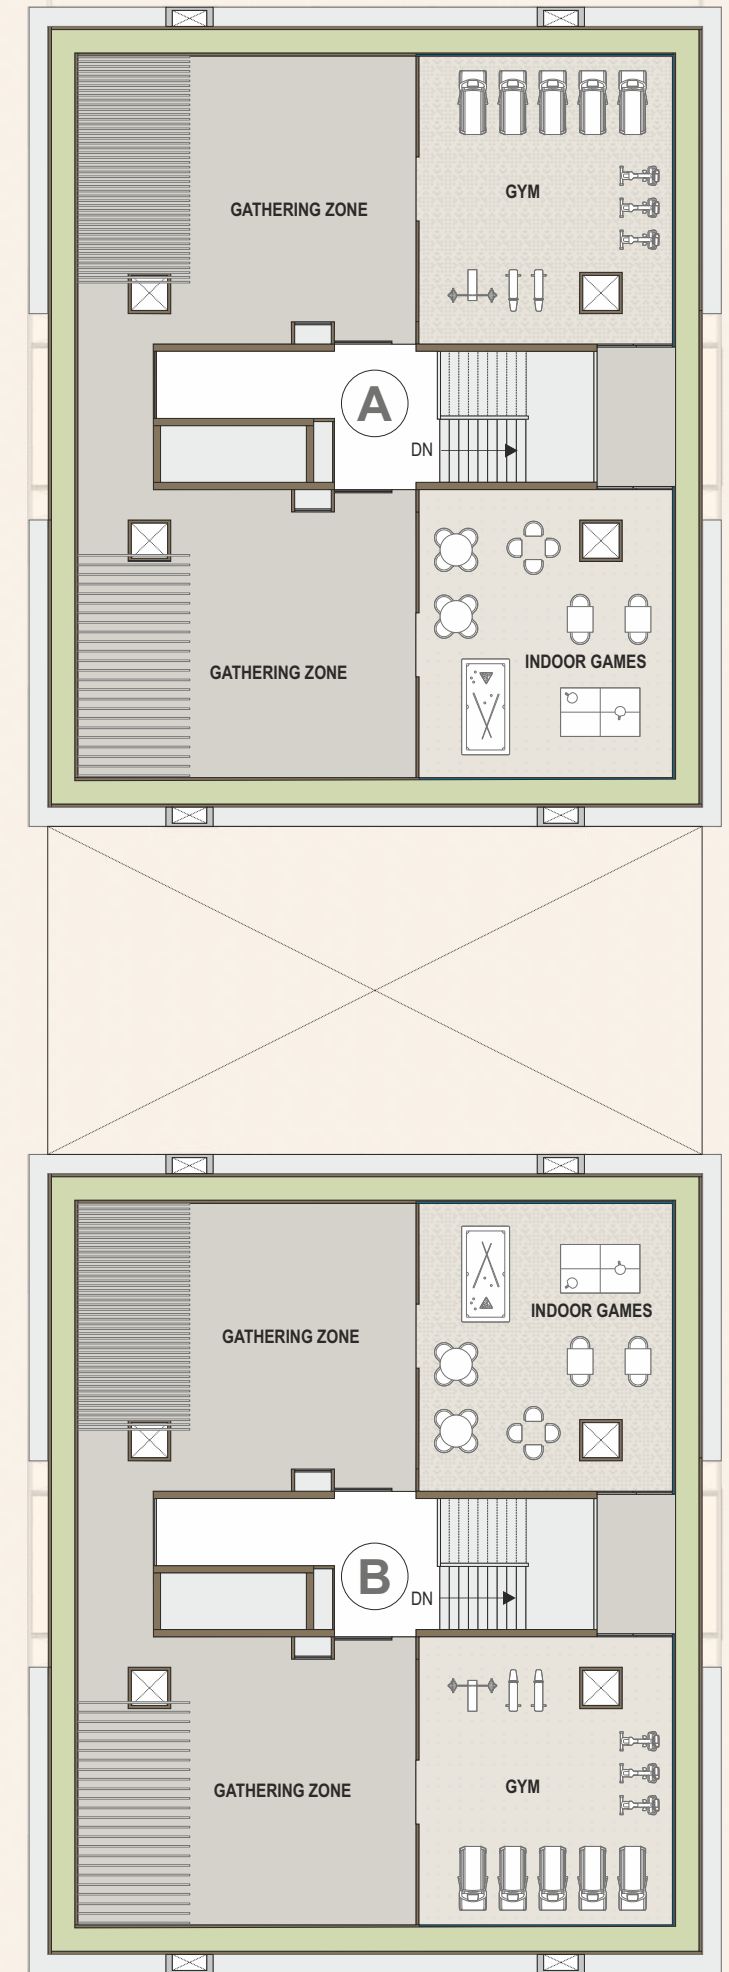 GATHERING ZONE
GYM
A
DN
GATHERING ZONE
INDOOR GAMES
GATHERING ZONE
INDOOR GAMES
B
DN
GATHERING ZONE
GYM